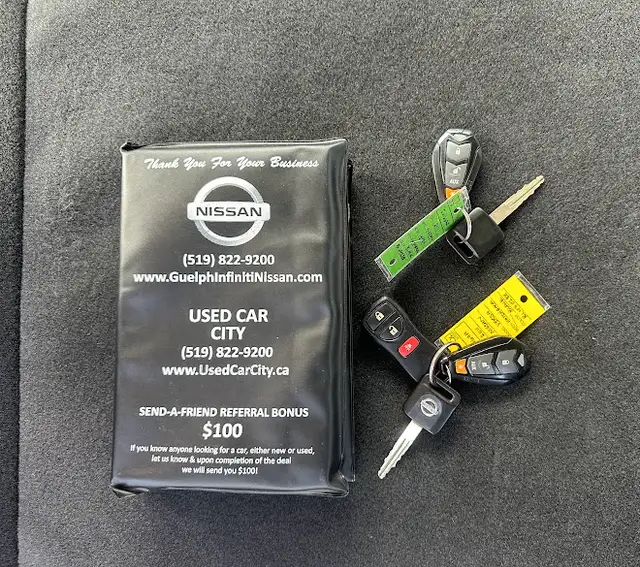 Thank You For Your Business
NISSAN
(519) 822-9200
www.GuelphInfinitiNissan.com
USED CAR
CITY
(519) 822-9200
www.UsedCarCity.ca
SEND-A-FRIEND REFERRAL BONUS
$100
If you know anyone looking for a car, either new or used,
let us know & upon completion of the deal
we will send you $100!